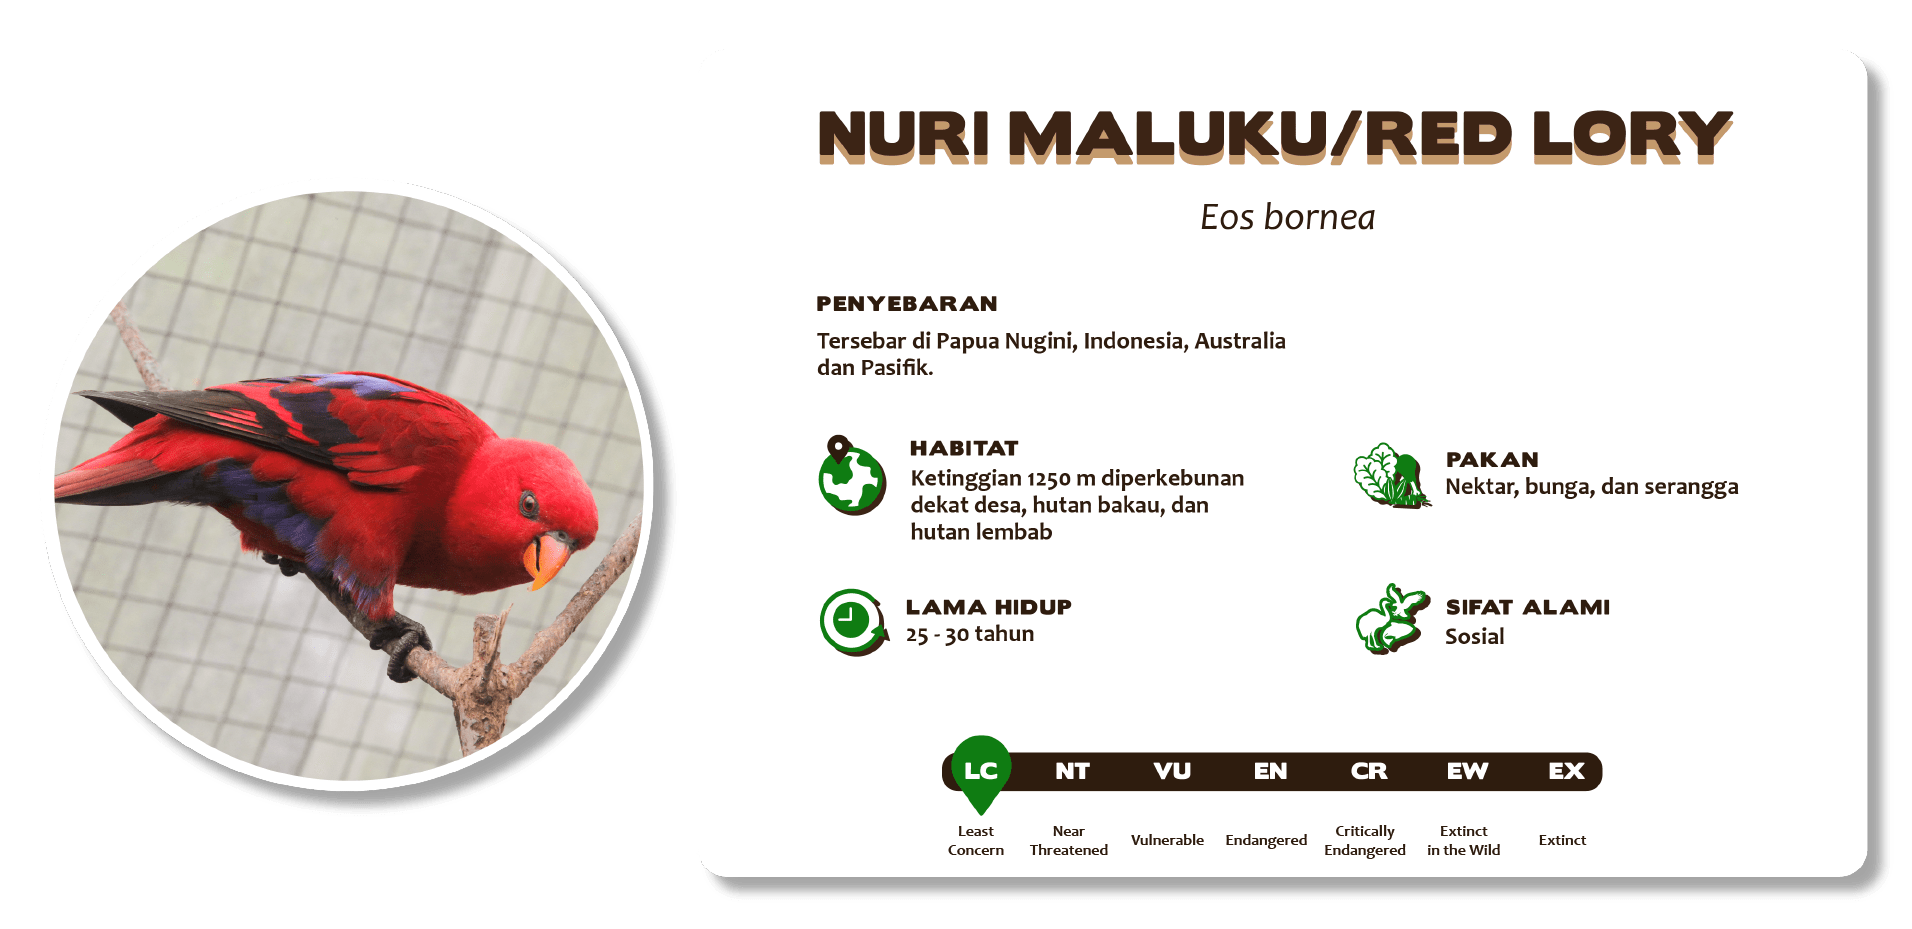 NURI MALUKU/RED LORY
Eos bornea
PENYEBARAN
Tersebar di Papua Nugini, Indonesia, Australia
dan Pasifik.
HABITAT
Ketinggian 1250 m diperkebunan
dekat desa, hutan bakau, dan
hutan lembab
PAKAN
Nektar, bunga, dan serangga
LAMA HIDUP
25 - 30 tahun
SIFAT ALAMI
Sosial
LC NT VU EN CR EW EX
Least
Concern
Near
Threatened
Vulnerable
Endangered
Critically
Endangered
Extinct
in the Wild
Extinct